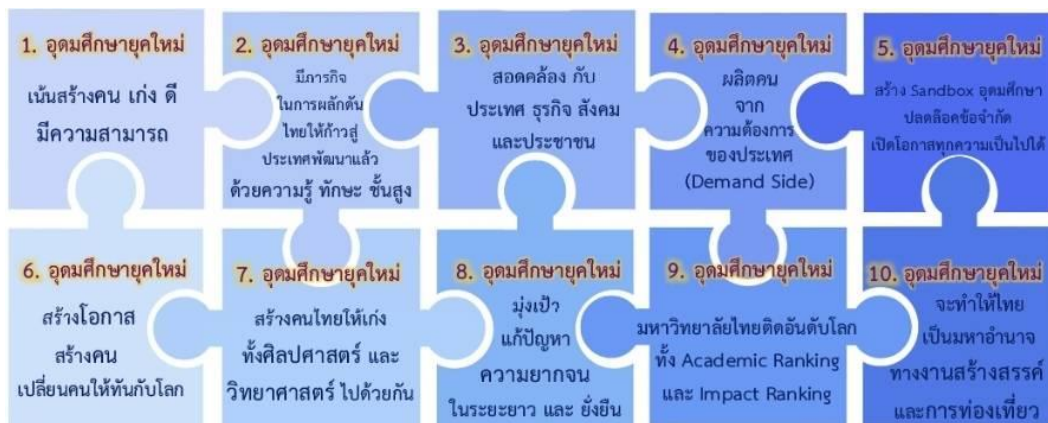 1. อุดมศึกษายุคใหม่
เน้นสร้างคน เก่ง ดี
มีความสามารถ
2. อุดมศึกษายุคใหม่
มีภารกิจ
ในการผลักดัน
ไทยให้ก้าวสู่
ประเทศพัฒนาแล้ว
ด้วยความรู้ ทักษะ ชั้นสูง
3. อุดมศึกษายุคใหม่
สอดคล้อง กับ
ประเทศ ธุรกิจ สังคม
และประชาชน
4. อุดมศึกษายุคใหม่
ผลิตคน
จาก
ความต้องการ
ของประเทศ
(Demand Side)
5. อุดมศึกษายุคใหม่
สร้าง Sandbox อุดมศึกษา
ปลดล๊อคข้อจำกัด
เปิดโอกาสทุกความเป็นไปได้
6. อุดมศึกษายุคใหม่
สร้างโอกาส
สร้างคน
เปลี่ยนคนให้ทันกับโลก
7. อุดมศึกษายุคใหม่
สร้างคนไทยให้เก่ง
ทั้งศิลปศาสตร์ และ
วิทยาศาสตร์ ไปด้วยกัน
8. อุดมศึกษายุคใหม่
มุ่งเป้า
แก้ปัญหา
ความยากจน
ในระยะยาว และ ยั่งยืน
9. อุดมศึกษายุคใหม่
มหาวิทยาลัยไทยติดอันดับโลก
ทั้ง Academic Ranking
และ Impact Ranking
10. อุดมศึกษายุคใหม่
จะทำให้ไทย
เป็นมหาอำนาจ
ทางงานสร้างสรรค์
และการท่องเที่ยว